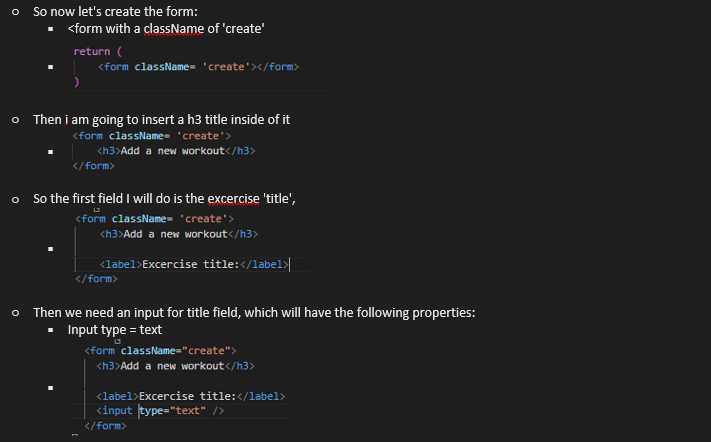 So now let's create the form:
<form with a className of 'create'
return (
<form className= 'create'></form>
)
Then i am going to insert a h3 title inside of it
<form className= 'create'>
<h3>Add a new workout</h3>
</form>
So the first field I will do is the excercise 'title',
<form className= 'create'>
<h3>Add a new workout</h3>
<label>Excercise title:</label>
</form>
Then we need an input for title field, which will have the following properties:
Input type = text
<form className="create">
<h3>Add a new workout</h3>
<label>Excercise title:</label>
<input type="text" />
</form>